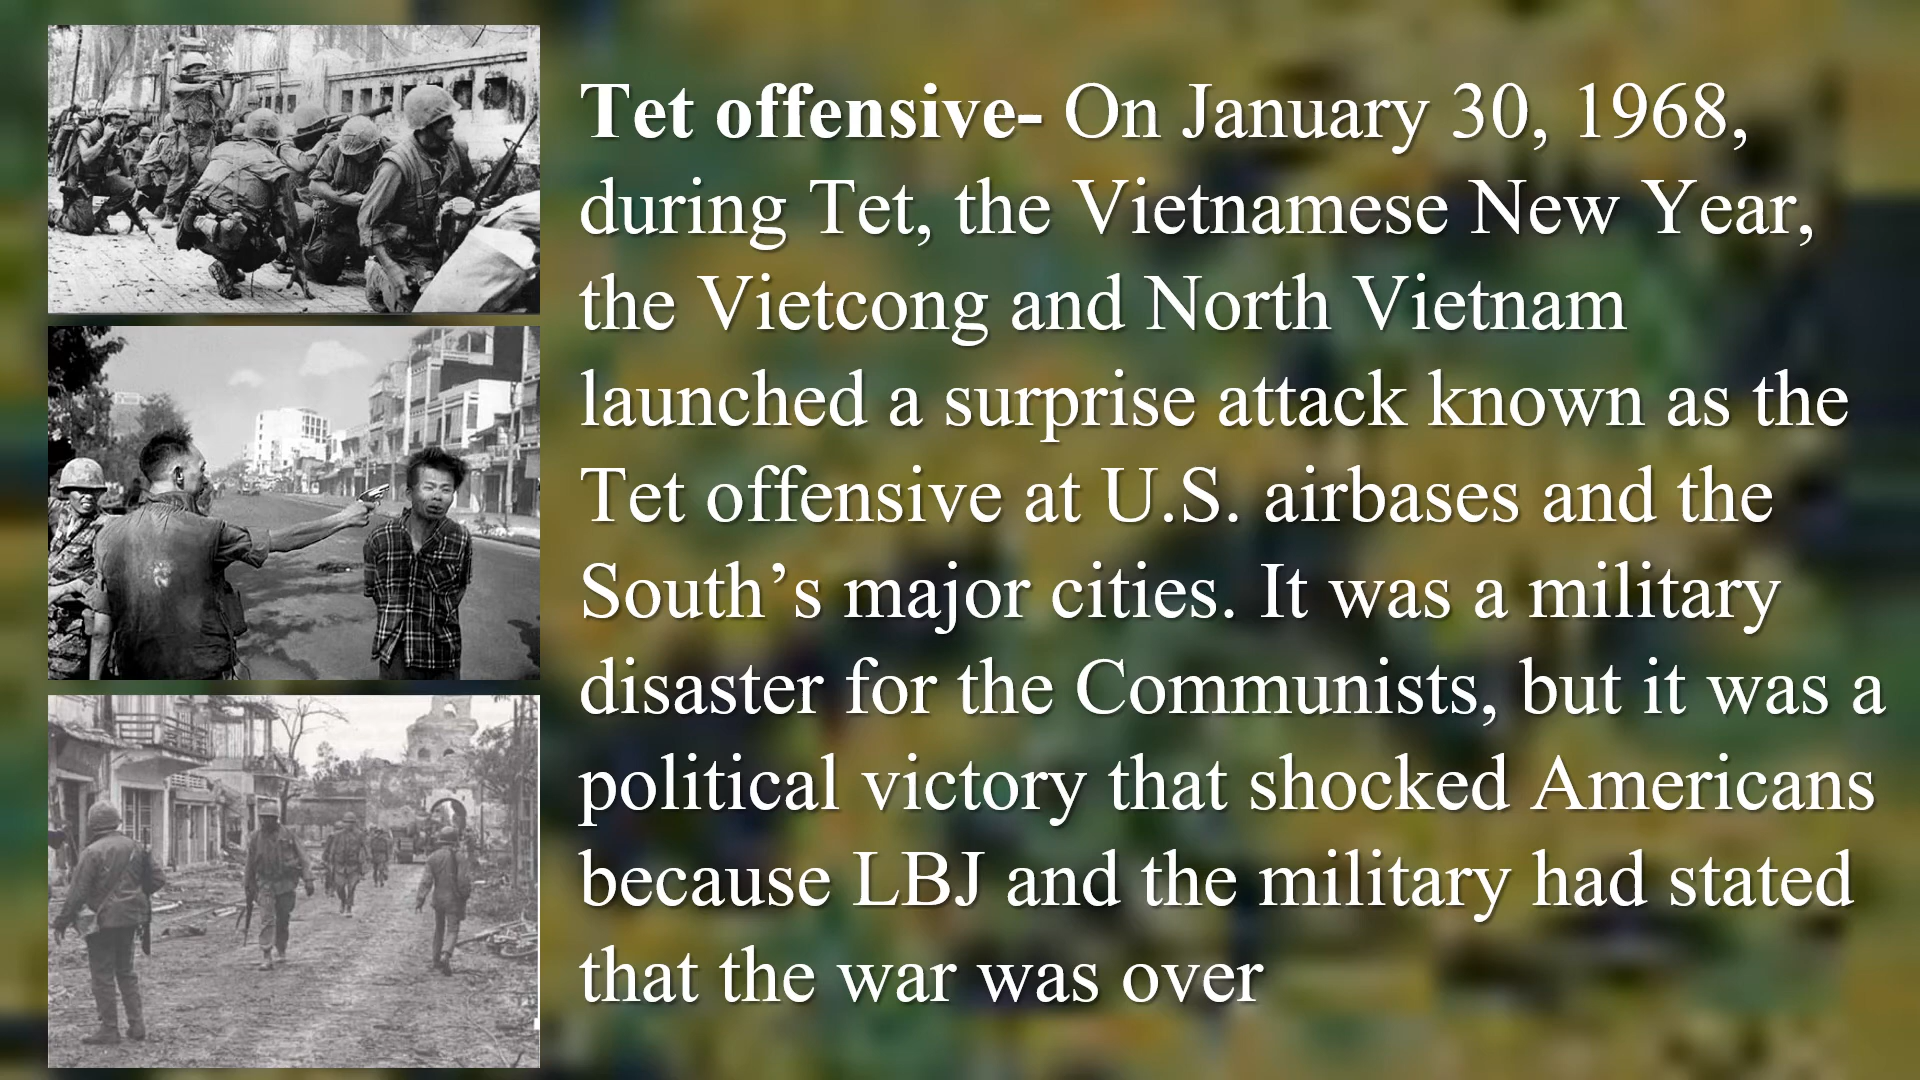 Tet offensive- On January 30, 1968,
during Tet, the Vietnamese New Year,
the Vietcong and North Vietnam
launched a surprise attack known as the
Tet offensive at U.S. airbases and the
South’s major cities. It was a military
disaster for the Communists, but it was a
political victory that shocked Americans
because LBJ and the military had stated
that the war was over